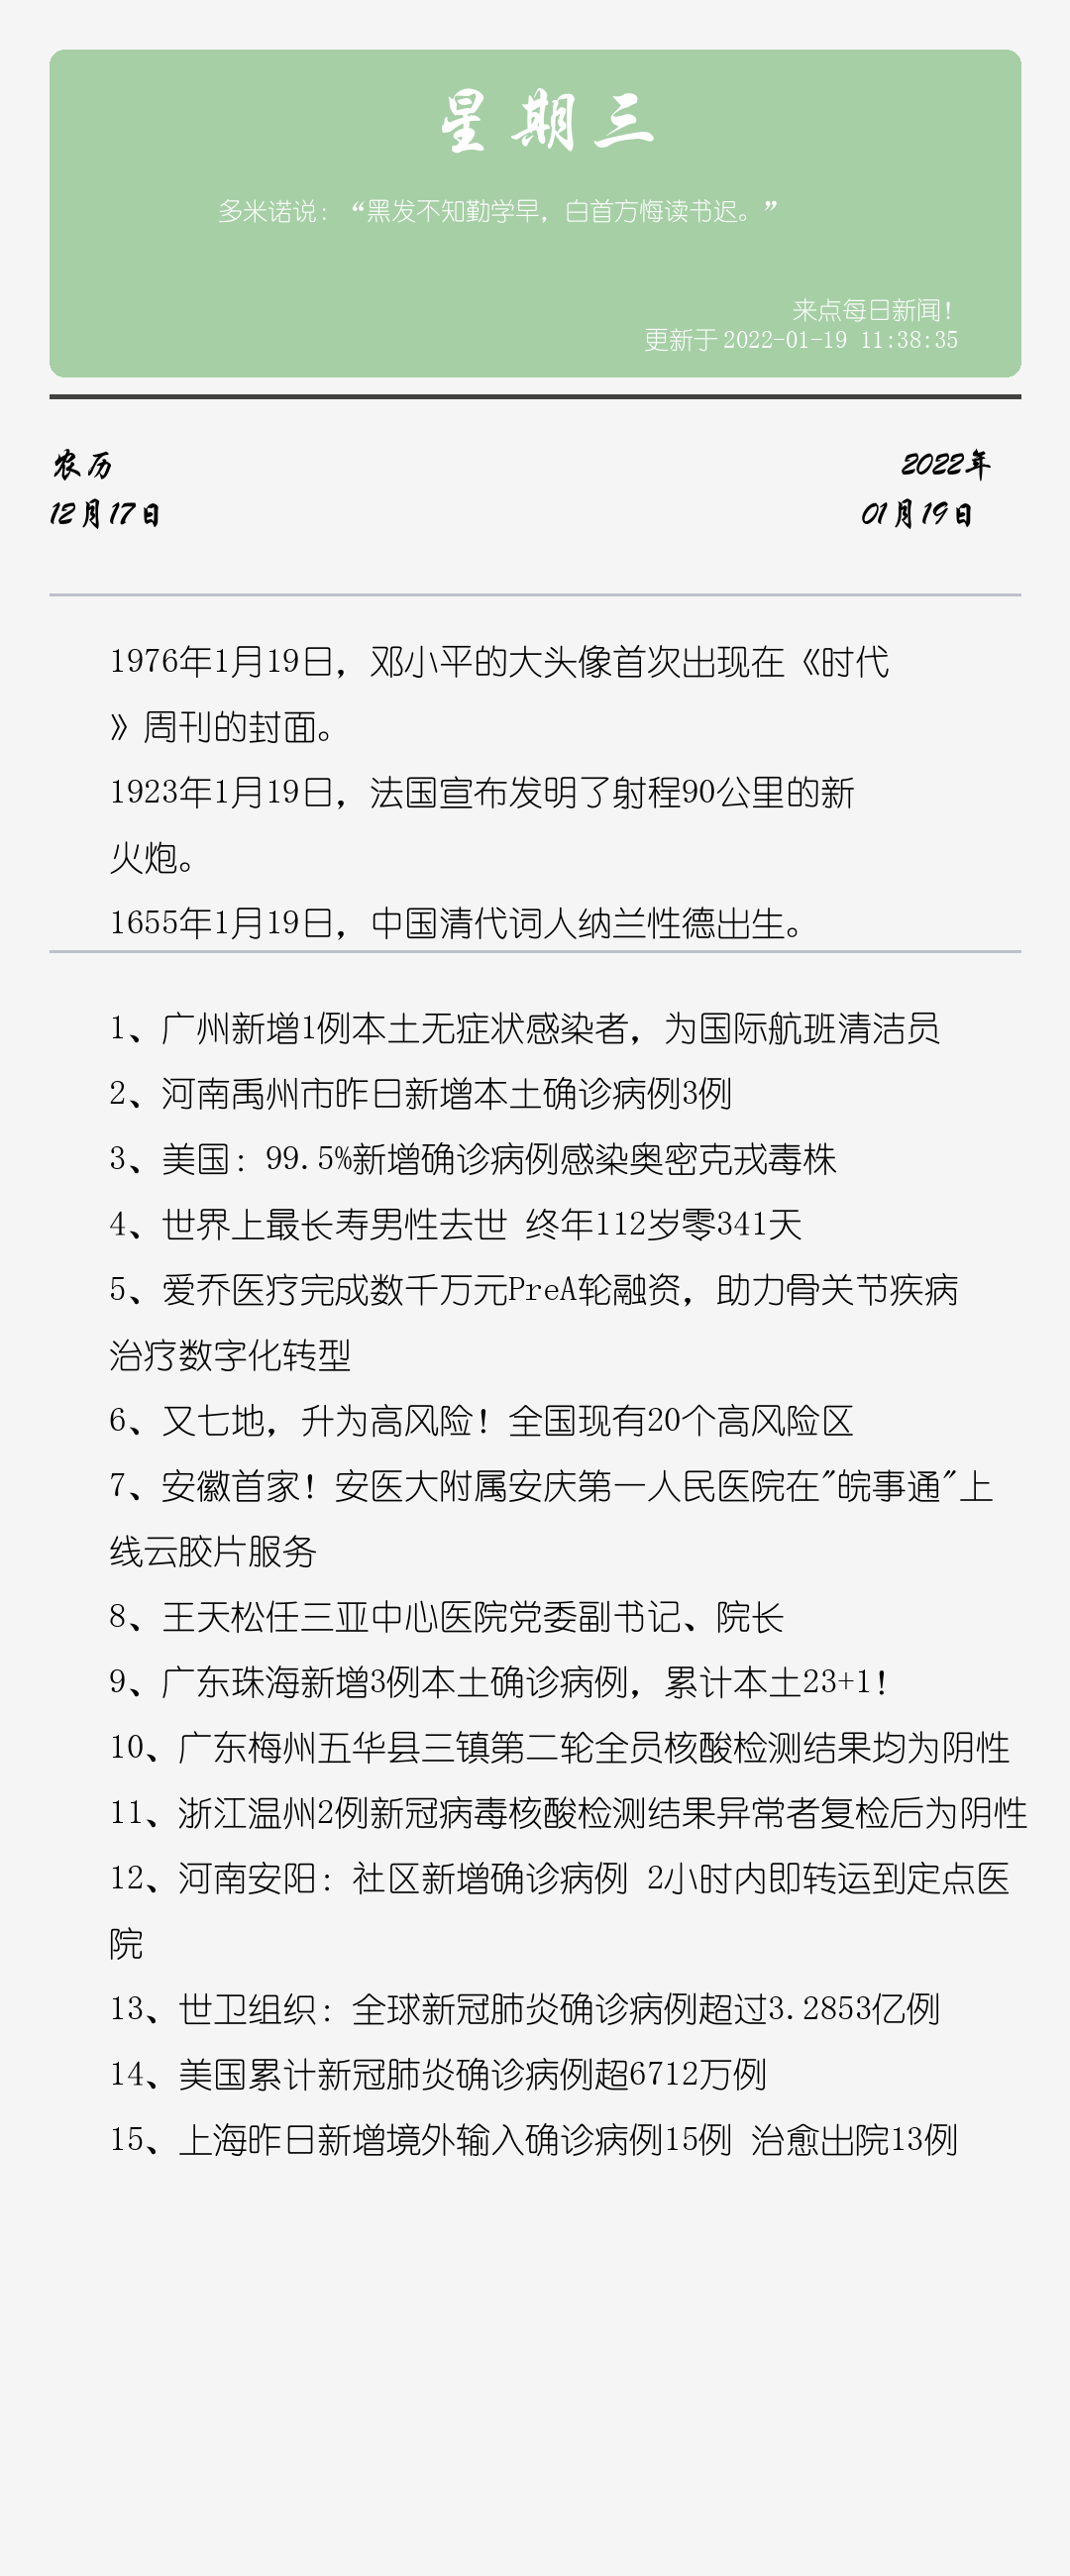 星期三
多米诺说：“黑发不知勤学早，白首方悔读书迟。”
来点每日新闻！
更新于 2022-01-19 11:38:35
农历
2022年
12月17日
01月19日
1976年1月19日，邓小平的大头像首次出现在《时代
》周刊的封面。
1923年1月19日，法国宣布发明了射程90公里的新
火炮。
1655年1月19日，中国清代词人纳兰性德出生。
1、广州新增1例本土无症状感染者，为国际航班清洁员
2、河南禹州市昨日新增本土确诊病例3例
3、美国：99.5%新增确诊病例感染奥密克戎毒株
4、世界上最长寿男性去世 终年112岁零341天
5、爱乔医疗完成数千万元PreA轮融资，助力骨关节疾病
治疗数字化转型
6、又七地，升为高风险！全国现有20个高风险区
7、安徽首家！安医大附属安庆第一人民医院在"皖事通"上
线云胶片服务
8、王天松任三亚中心医院党委副书记、院长
9、广东珠海新增3例本土确诊病例，累计本土23+1！
10、广东梅州五华县三镇第二轮全员核酸检测结果均为阴性
11、浙江温州2例新冠病毒核酸检测结果异常者复检后为阴性
12、河南安阳：社区新增确诊病例 2小时内即转运到定点医
院
13、世卫组织：全球新冠肺炎确诊病例超过3.2853亿例
14、美国累计新冠肺炎确诊病例超6712万例
15、上海昨日新增境外输入确诊病例15例 治愈出院13例